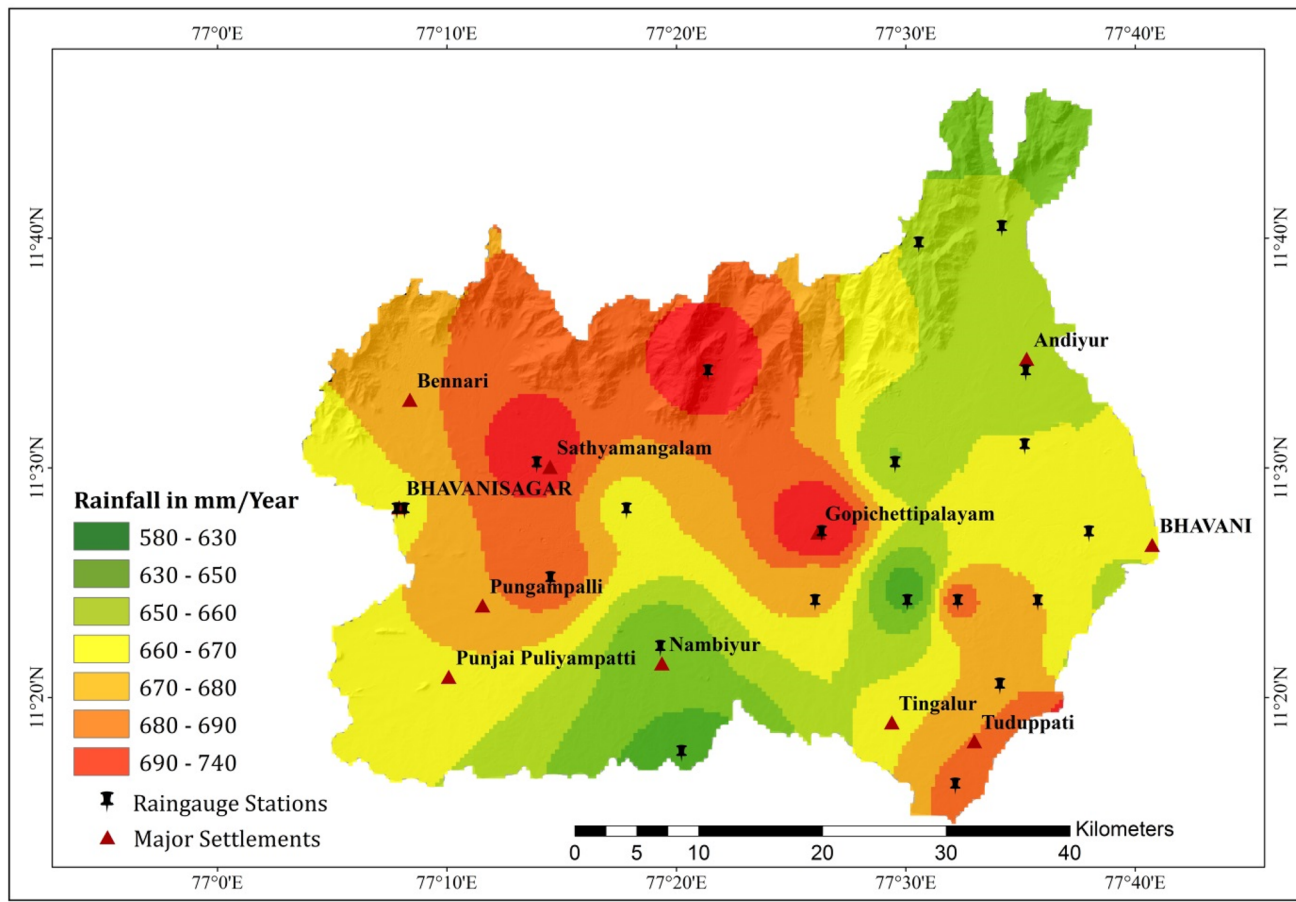 77°0'E 77°10'E 77°20'E 77°30'E 77°40'E
11°40'N 11°40'N
Andiyur
Bennari
Sathyamangalam
11°30'N 11°30'N
BHAVANISAGAR
Gopichettipalayam
BHAVANI
Pungampalli
Nambiyur
Punjai Puliyampatti
11°20'N 11°20'N
Tingalur
Tuduppati
Rainfall in mm/Year
580 - 630
630 - 650
650 - 660
660 - 670
670 - 680
680 - 690
690 - 740
Raingauge Stations
Major Settlements
Kilometers
0 5 10 20 30 40
77°0'E 77°10'E 77°20'E 77°30'E 77°40'E